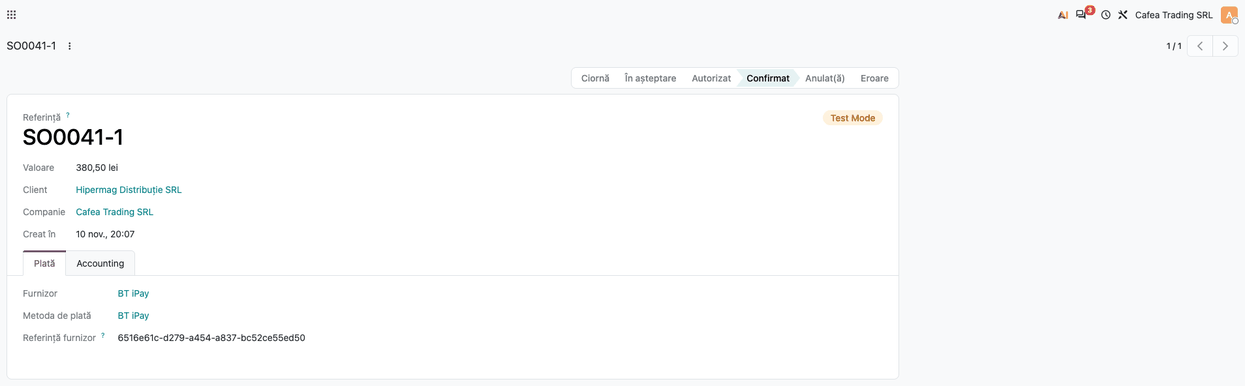 AI 3 Cafea Trading SRL A
SO0041-1 1 / 1
Ciornă În așteptare Autorizat Confirmat Anulat(ă) Eroare
Referință ? Test Mode
SO0041-1
Valoare 380,50 lei
Client Hipermag Distribuție SRL
Companie Cafea Trading SRL
Creat în 10 nov., 20:07
Plată Accounting
Furnizor BT iPay
Metoda de plată BT iPay
Referință furnizor ? 6516e61c-d279-a454-a837-bc52ce55ed50